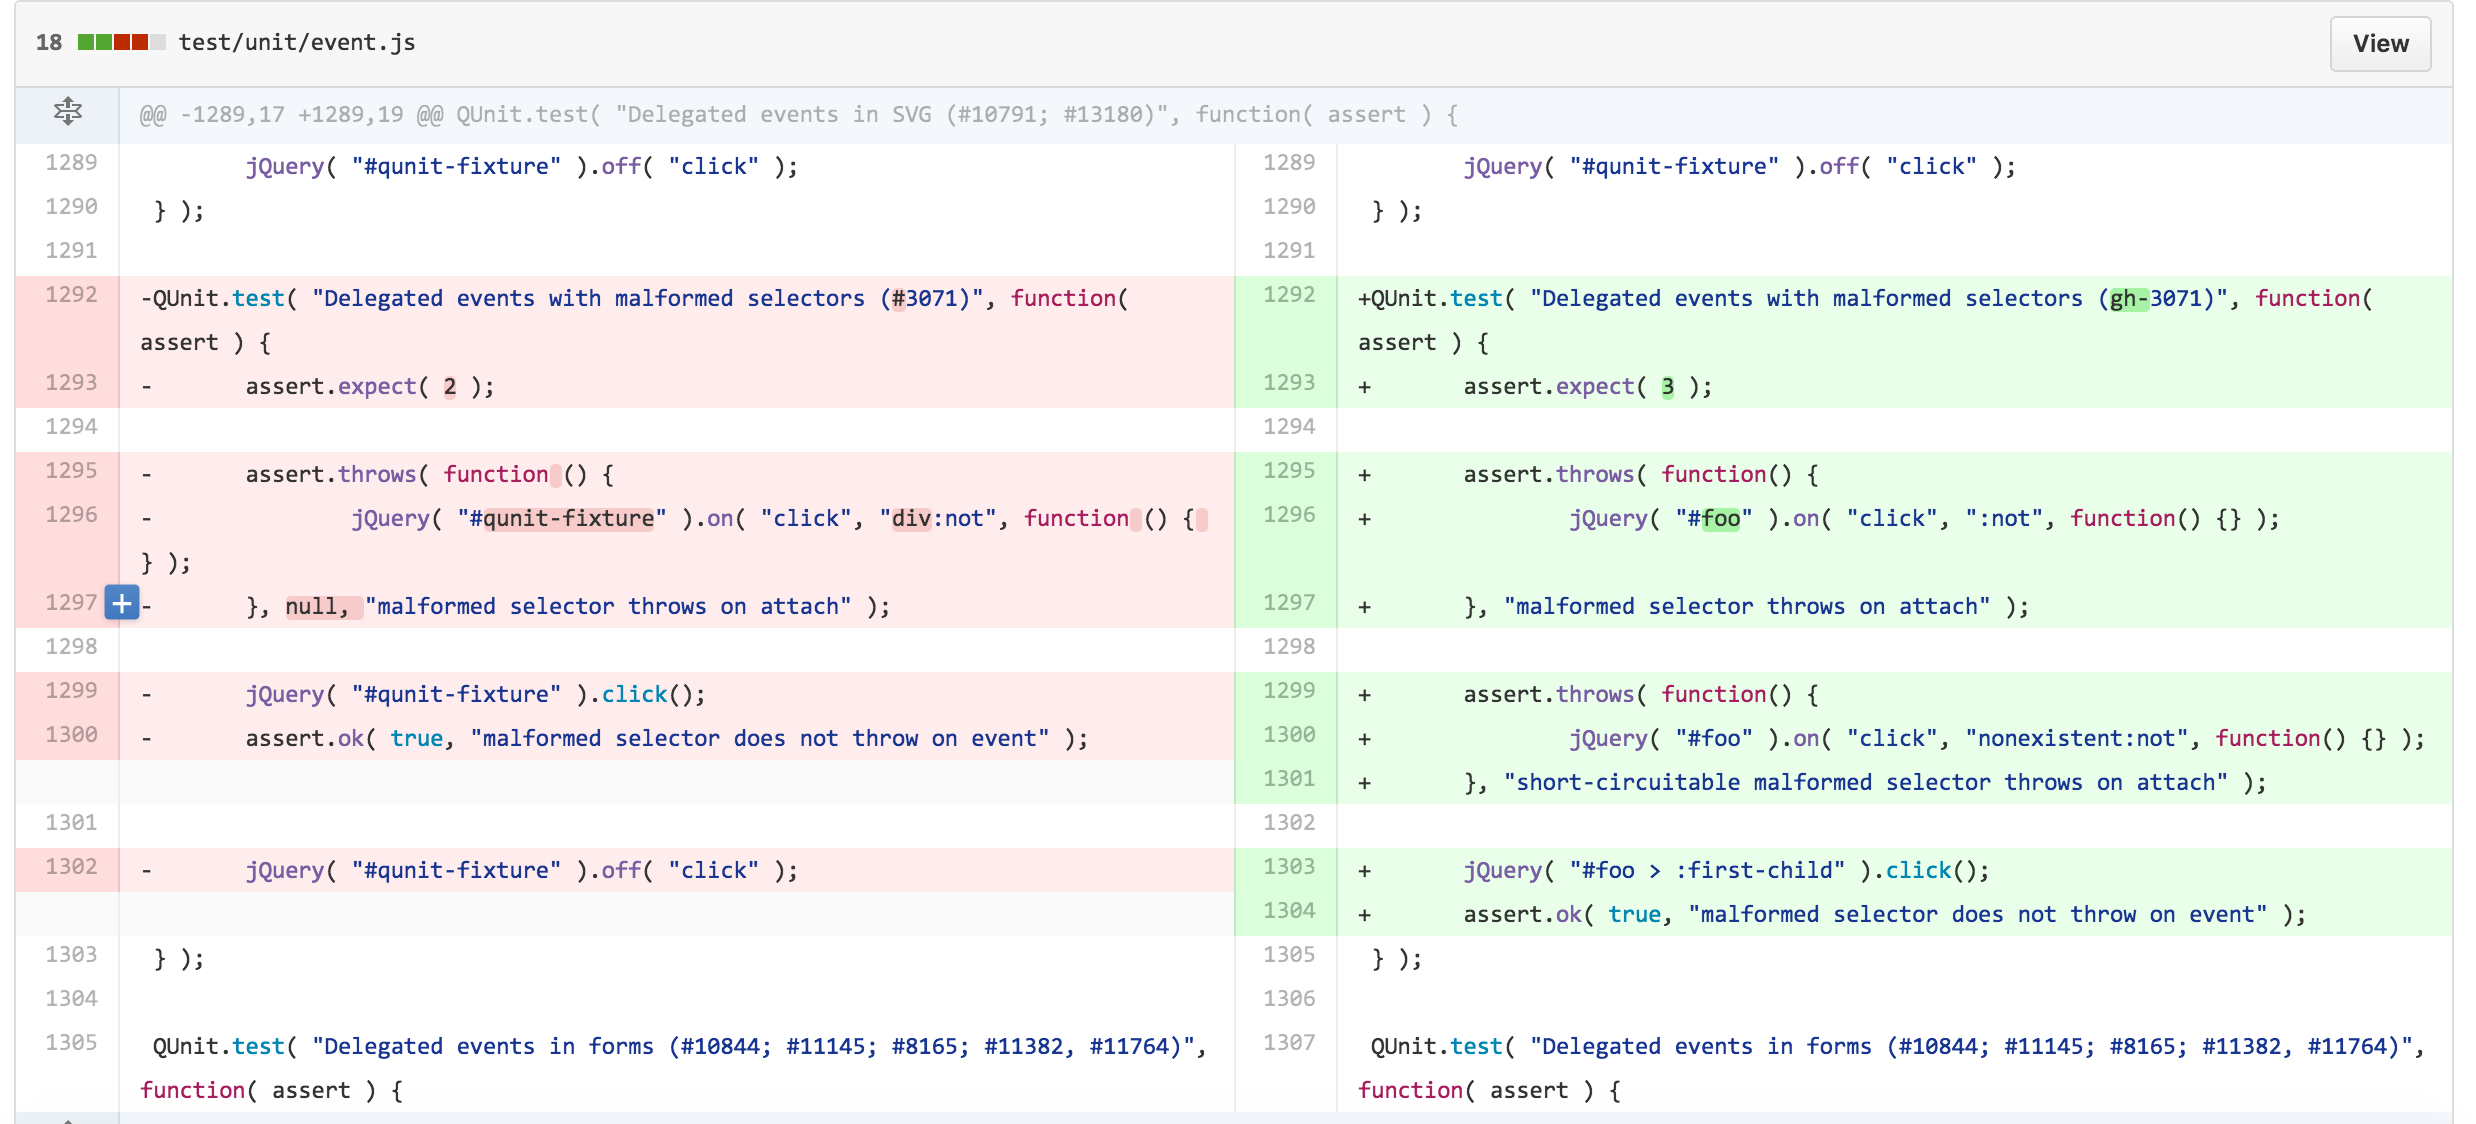 18 test/unit/event.js View
@@ -1289,17 +1289,19 @@ QUnit.test( "Delegated events in SVG (#10791; #13180)", function( assert ) {
1289 jQuery( "#qunit-fixture" ).off( "click" ); 1289 jQuery( "#qunit-fixture" ).off( "click" );
1290 } ); 1290 } );
1291 1291
1292 -QUnit.test( "Delegated events with malformed selectors (#3071)", function( 1292 +QUnit.test( "Delegated events with malformed selectors (gh-3071)", function(
assert ) { assert ) {
1293 - assert.expect( 2 ); 1293 + assert.expect( 3 );
1294 1294
1295 - assert.throws( function () { 1295 + assert.throws( function() {
1296 - jQuery( "#qunit-fixture" ).on( "click", "div:not", function () { 1296 + jQuery( "#foo" ).on( "click", ":not", function() {} );
} );
1297 + - }, null, "malformed selector throws on attach" ); 1297 + }, "malformed selector throws on attach" );
1298 1298
1299 - jQuery( "#qunit-fixture" ).click(); 1299 + assert.throws( function() {
1300 - assert.ok( true, "malformed selector does not throw on event" ); 1300 + jQuery( "#foo" ).on( "click", "nonexistent:not", function() {} );
1301 + }, "short-circuitable malformed selector throws on attach" );
1301 1302
1302 - jQuery( "#qunit-fixture" ).off( "click" ); 1303 + jQuery( "#foo > :first-child" ).click();
1304 + assert.ok( true, "malformed selector does not throw on event" );
1303 } ); 1305 } );
1304 1306
1305 QUnit.test( "Delegated events in forms (#10844; #11145; #8165; #11382, #11764)", 1307 QUnit.test( "Delegated events in forms (#10844; #11145; #8165; #11382, #11764)",
function( assert ) { function( assert ) {